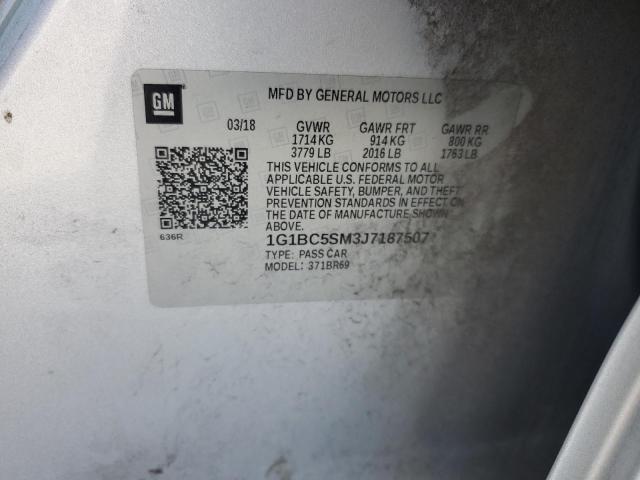 GM
MFD BY GENERAL MOTORS LLC
03/18 GVWR GAWR FRT GAWR RR
1714 KG 914 KG 800 KG
3779 LB 2016 LB 1763 LB
THIS VEHICLE CONFORMS TO ALL
APPLICABLE U.S. FEDERAL MOTOR
VEHICLE SAFETY, BUMPER, AND THEFT
PREVENTION STANDARDS IN EFFECT ON
THE DATE OF MANUFACTURE SHOWN
ABOVE.
636R
1G1BC5SM3J7187507
TYPE: PASS CAR
MODEL: 371BR69